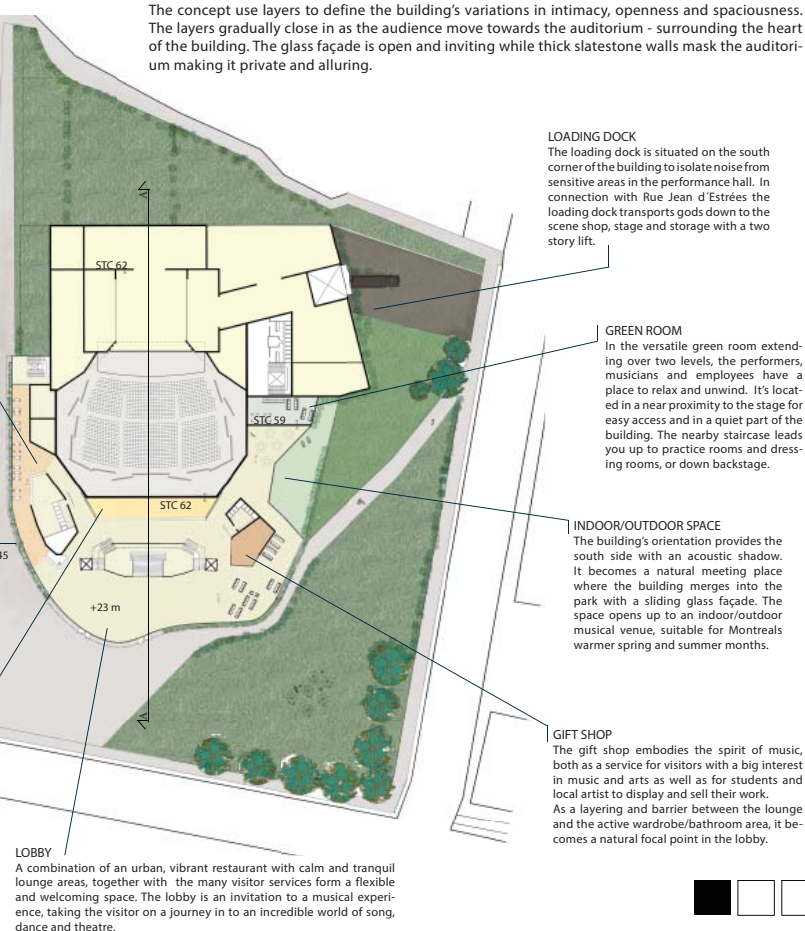 The concept use layers to define the building's variations in intimacy, openness and spaciousness.
The layers gradually close in as the audience move towards the auditorium - surrounding the heart
of the building. The glass façade is open and inviting while thick slatestone walls mask the auditori-
um making it private and alluring.
LOADING DOCK
The loading dock is situated on the south
corner of the building to isolate noise from
sensitive areas in the performance hall. In
connection with Rue Jean d´Estrées the
loading dock transports gods down to the
scene shop, stage and storage with a two
story lift.
A
STC 62
GREEN ROOM
In the versatile green room extend-
ing over two levels, the performers,
musicians and employees have a
place to relax and unwind. It's locat-
ed in a near proximity to the stage for
easy access and in a quiet part of the
building. The nearby staircase leads
you up to practice rooms and dress-
ing rooms, or down backstage.
STC 59
STC 62
INDOOR/OUTDOOR SPACE
The building's orientation provides the
south side with an acoustic shadow.
It becomes a natural meeting place
where the building merges into the
park with a sliding glass façade. The
space opens up to an indoor/outdoor
musical venue, suitable for Montreals
warmer spring and summer months.
45
+23 m
A
GIFT SHOP
The gift shop embodies the spirit of music,
both as a service for visitors with a big interest
in music and arts as well as for students and
local artist to display and sell their work.
As a layering and barrier between the lounge
and the active wardrobe/bathroom area, it be-
comes a natural focal point in the lobby.
LOBBY
A combination of an urban, vibrant restaurant with calm and tranquil
lounge areas, together with the many visitor services form a flexible
and welcoming space. The lobby is an invitation to a musical experi-
ence, taking the visitor on a journey in to an incredible world of song,
dance and theatre.